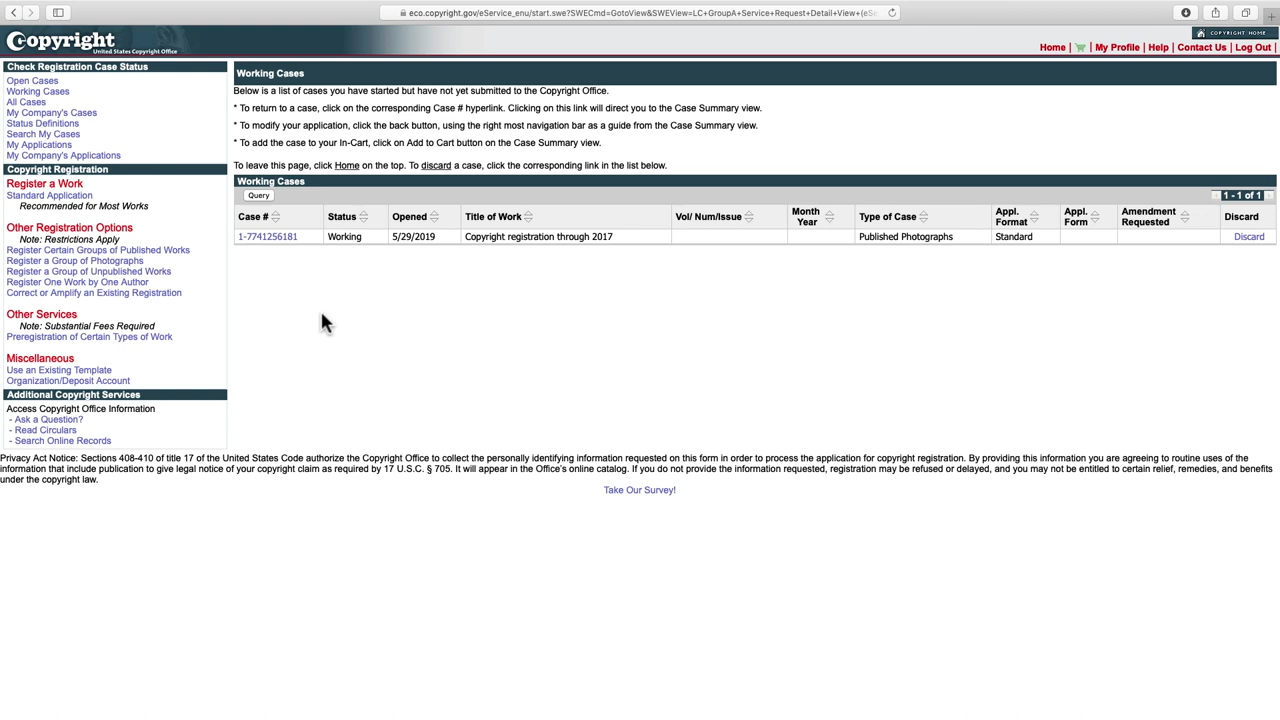 eco.copyright.gov/eService_enu/start.swe?SWECmd=GotoView&SWEView=LC+GroupA+Service+Request+Detail+View+(eSe
Copyright
United States Copyright Office
COPYRIGHT HOME
Home | | My Profile | Help | Contact Us | Log Out |
Check Registration Case Status
Open Cases
Working Cases
All Cases
My Company's Cases
Status Definitions
Search My Cases
My Applications
My Company's Applications
Copyright Registration
Register a Work
Standard Application
Recommended for Most Works
Other Registration Options
Note: Restrictions Apply
Register Certain Groups of Published Works
Register a Group of Photographs
Register a Group of Unpublished Works
Register One Work by One Author
Correct or Amplify an Existing Registration
Other Services
Note: Substantial Fees Required
Preregistration of Certain Types of Work
Miscellaneous
Use an Existing Template
Organization/Deposit Account
Additional Copyright Services
Access Copyright Office Information
- Ask a Question?
- Read Circulars
- Search Online Records
Working Cases
Below is a list of cases you have started but have not yet submitted to the Copyright Office.
* To return to a case, click on the corresponding Case # hyperlink. Clicking on this link will direct you to the Case Summary view.
* To modify your application, click the back button, using the right most navigation bar as a guide from the Case Summary view.
* To add the case to your In-Cart, click on Add to Cart button on the Case Summary view.
To leave this page, click Home on the top. To discard a case, click the corresponding link in the list below.
Working Cases
Query
1 - 1 of 1
Case # Status Opened Title of Work Vol/ Num/Issue Month Year Type of Case Appl. Format Appl. Form Amendment Requested Discard
1-7741256181 Working 5/29/2019 Copyright registration through 2017 Published Photographs Standard Discard
Privacy Act Notice: Sections 408-410 of title 17 of the United States Code authorize the Copyright Office to collect the personally identifying information requested on this form in order to process the application for copyright registration. By providing this information you are agreeing to routine uses of the
information that include publication to give legal notice of your copyright claim as required by 17 U.S.C. § 705. It will appear in the Office's online catalog. If you do not provide the information requested, registration may be refused or delayed, and you may not be entitled to certain relief, remedies, and benefits
under the copyright law.
Take Our Survey!